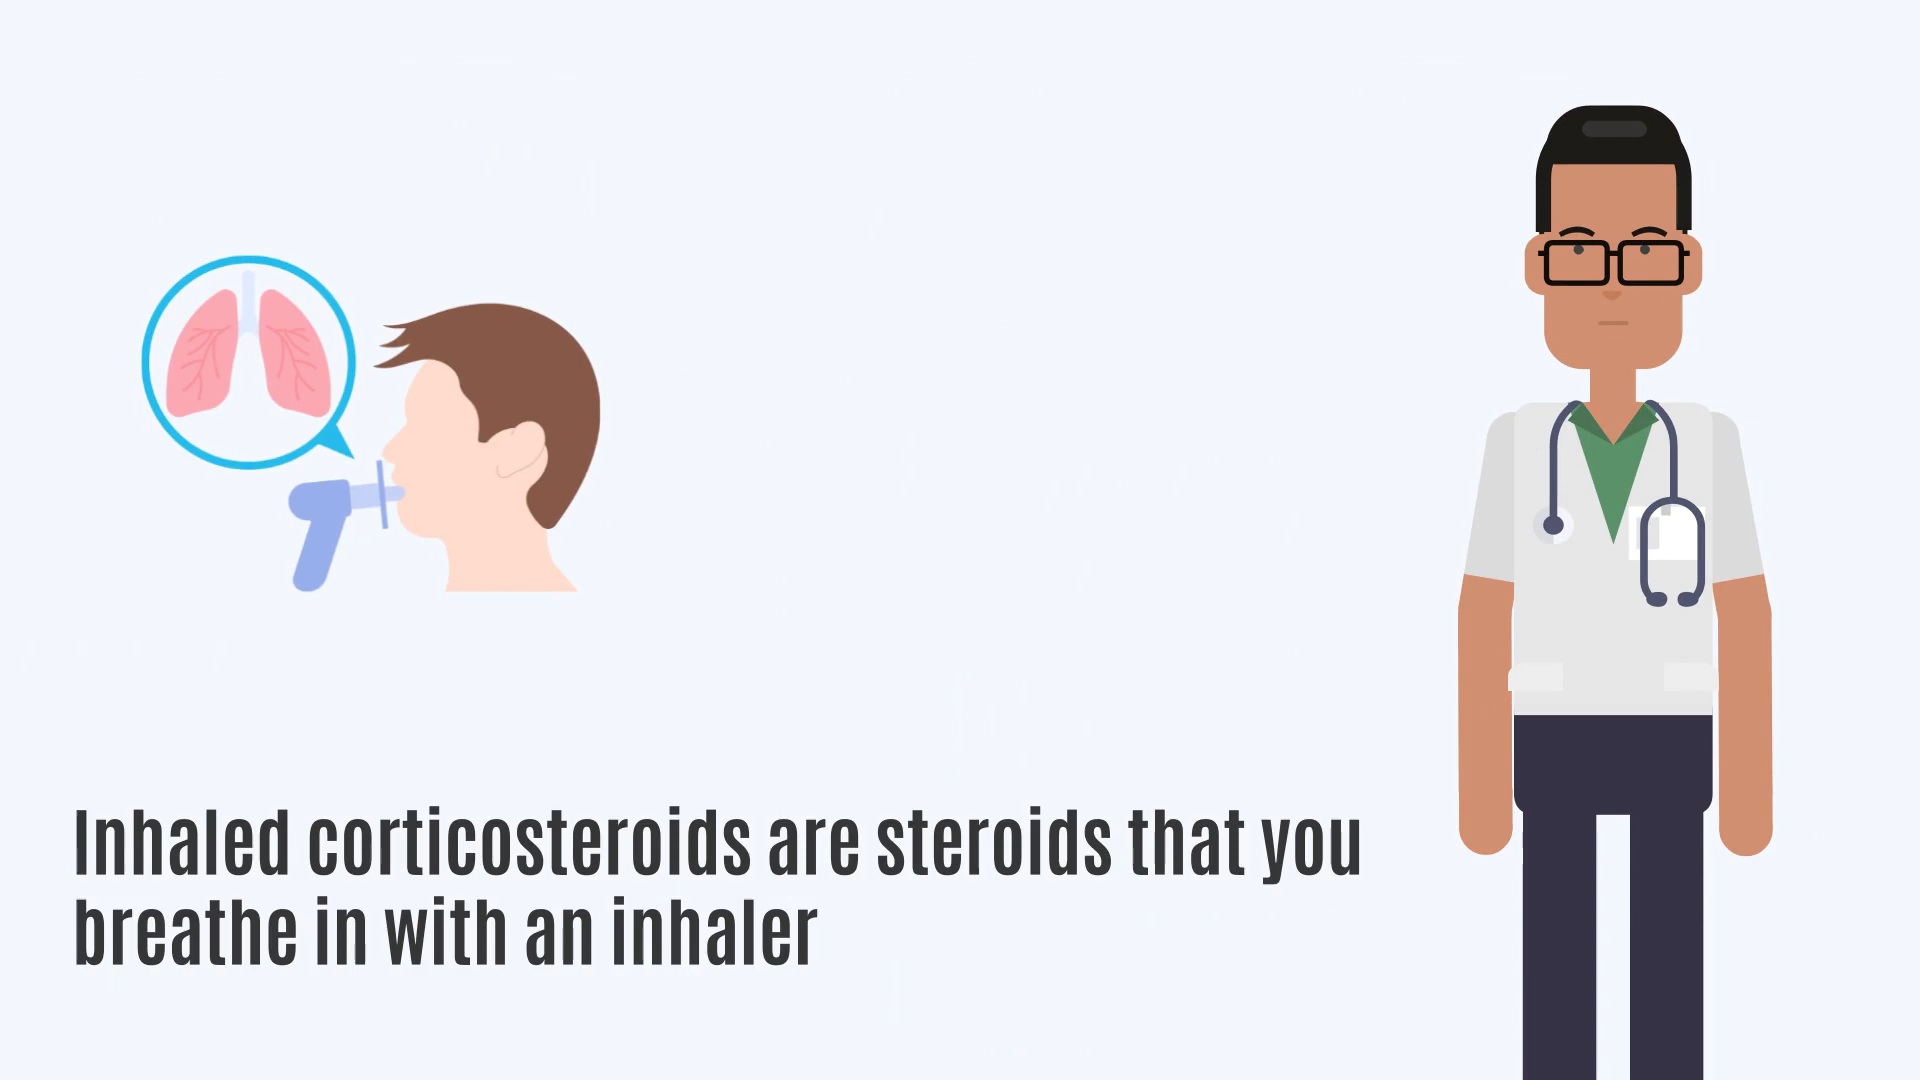 Inhaled corticosteroids are steroids that you
breathe in with an inhaler